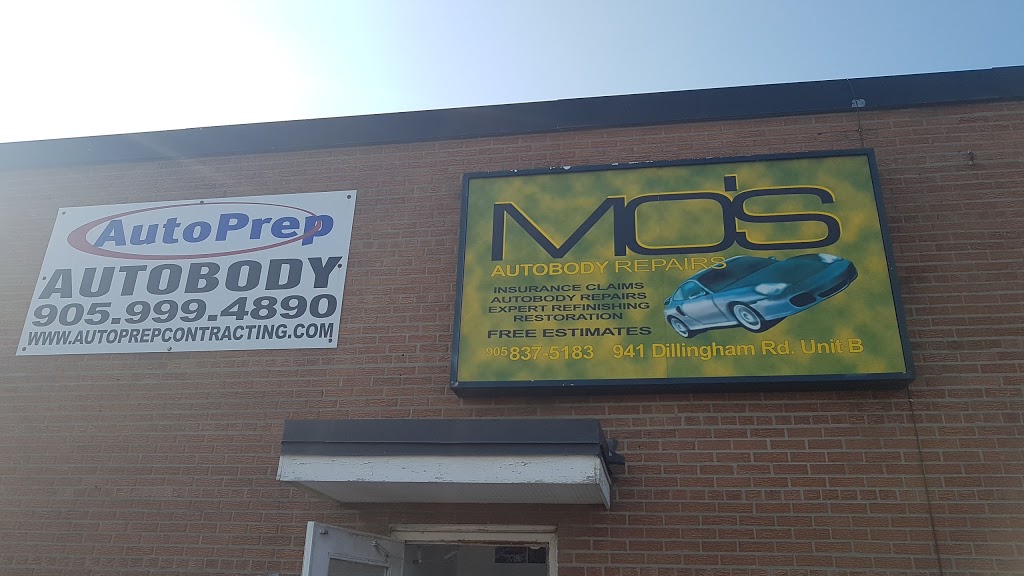 AutoPrep
AUTOBODY
905.999.4890
WWW.AUTOPREPCONTRACTING.COM
MO'S
AUTOBODY REPAIRS
INSURANCE CLAIMS
AUTOBODY REPAIRS
EXPERT REFINISHING
RESTORATION
FREE ESTIMATES
905 837-5183 941 Dillingham Rd. Unit B